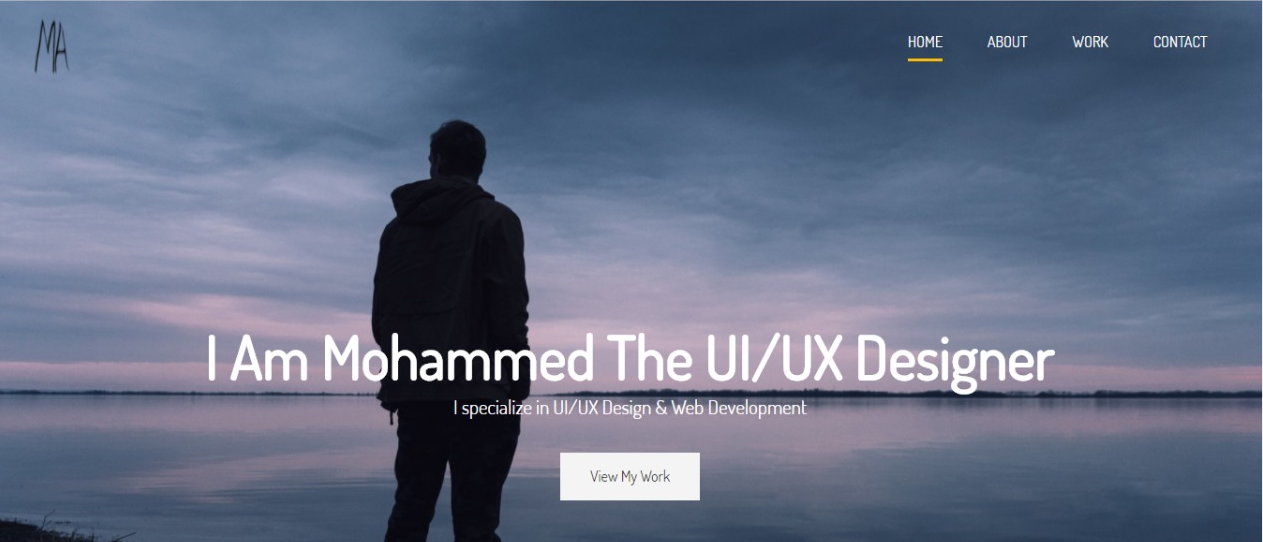 MA
HOME
ABOUT
WORK
CONTACT
I Am Mohammed The UI/UX Designer
I specialize in UI/UX Design & Web Development
View My Work